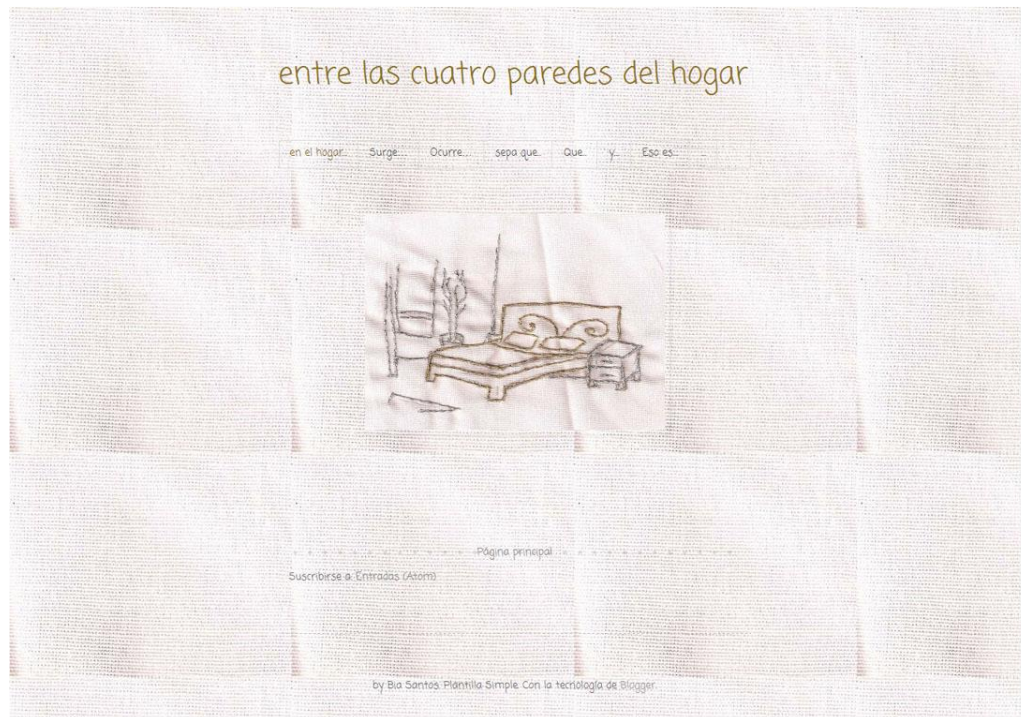 entre las cuatro paredes del hogar
en el hogar... Surge... Ocurre... sepa que... Que... y... Eso es... ...
Página principal
Suscribirse a: Entradas (Atom)
by Bia Santos. Plantilla Simple. Con la tecnología de Blogger.